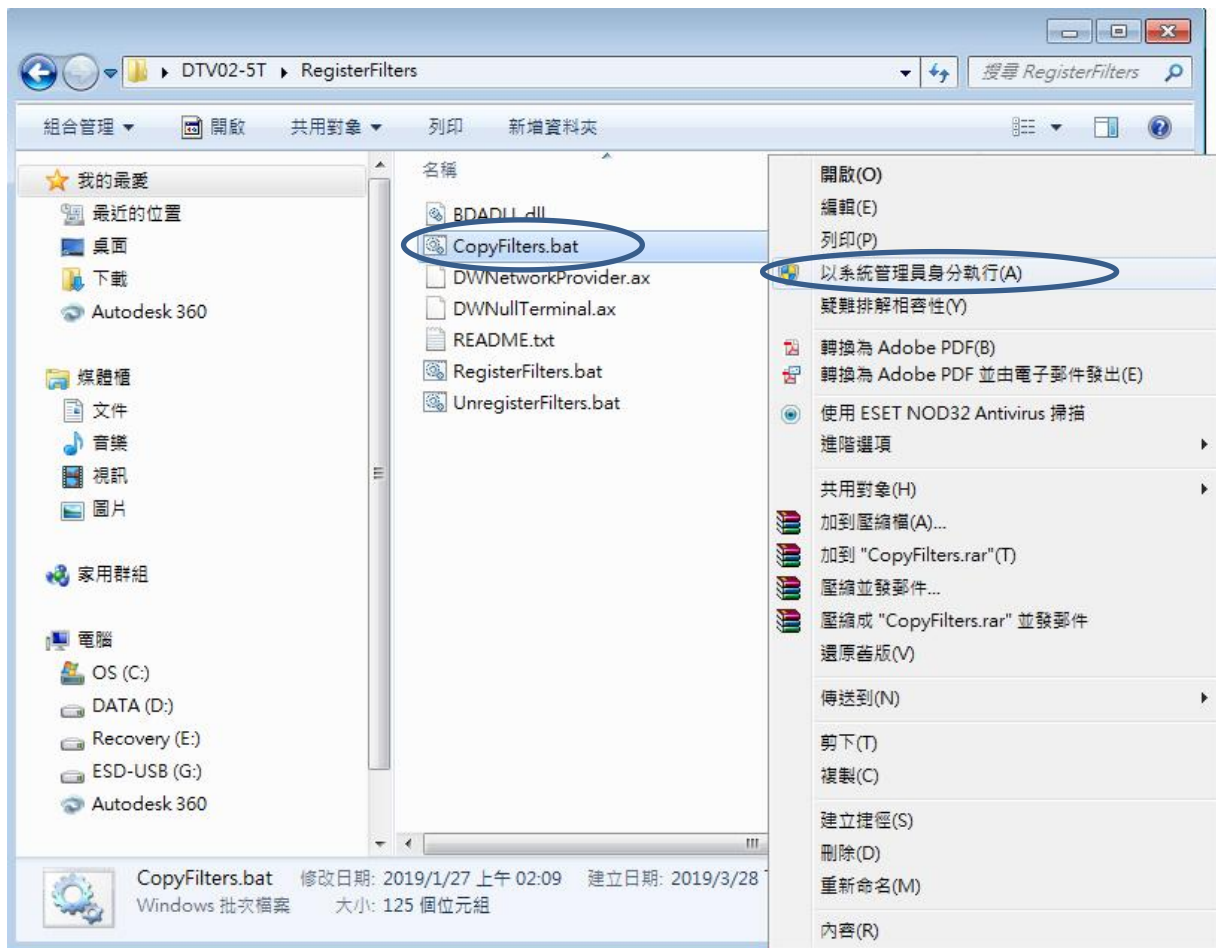 DTV02-5T ▸ RegisterFilters
搜尋 RegisterFilters
組合管理 開啟 共用對象 列印 新增資料夾
我的最愛
最近的位置
桌面
下載
Autodesk 360
媒體櫃
文件
音樂
視訊
圖片
家用群組
電腦
OS (C:)
DATA (D:)
Recovery (E:)
ESD-USB (G:)
Autodesk 360
名稱
BDADLL.dll
CopyFilters.bat
DWNetworkProvider.ax
DWNullTerminal.ax
README.txt
RegisterFilters.bat
UnregisterFilters.bat
開啟(O)
編輯(E)
列印(P)
以系統管理員身分執行(A)
疑難排解相容性(Y)
轉換為 Adobe PDF(B)
轉換為 Adobe PDF 並由電子郵件發出(E)
使用 ESET NOD32 Antivirus 掃描
進階選項
共用對象(H)
加到壓縮檔(A)...
加到 "CopyFilters.rar"(T)
壓縮並發郵件...
壓縮成 "CopyFilters.rar" 並發郵件
還原舊版(V)
傳送到(N)
剪下(T)
複製(C)
建立捷徑(S)
刪除(D)
重新命名(M)
內容(R)
CopyFilters.bat 修改日期: 2019/1/27 上午 02:09 建立日期: 2019/3/28
Windows 批次檔案 大小: 125 個位元組